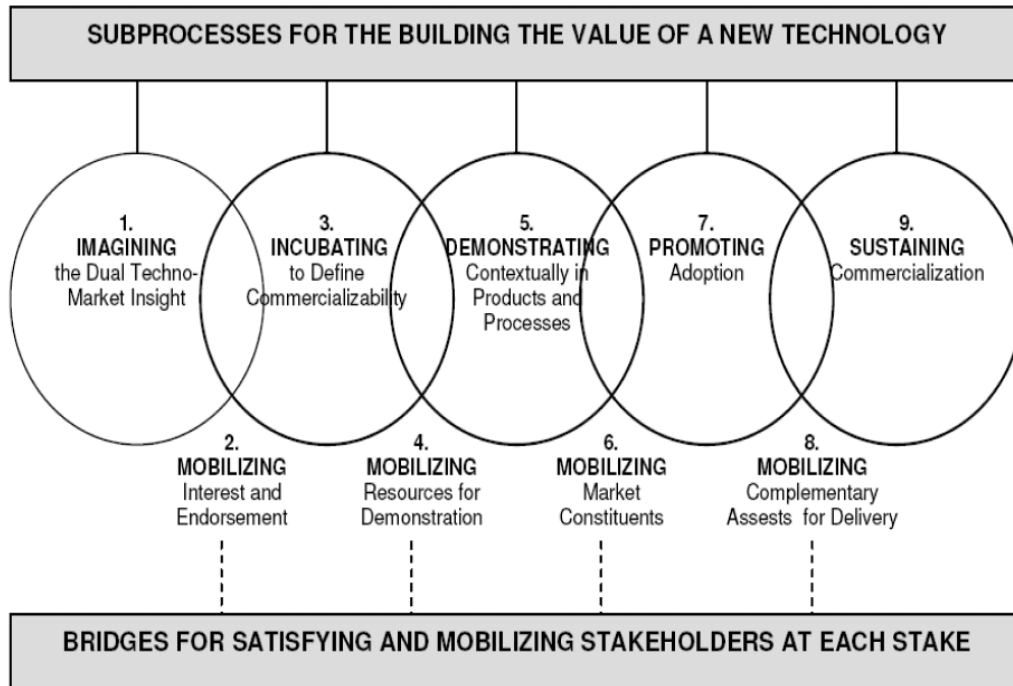 SUBPROCESSES FOR THE BUILDING THE VALUE OF A NEW TECHNOLOGY
1.
IMAGINING
the Dual Techno-
Market Insight
3.
INCUBATING
to Define
Commercializability
5.
DEMONSTRATING
Contextually in
Products and
Processes
7.
PROMOTING
Adoption
9.
SUSTAINING
Commercialization
2.
MOBILIZING
Interest and
Endorsement
4.
MOBILIZING
Resources for
Demonstration
6.
MOBILIZING
Market
Constituents
8.
MOBILIZING
Complementary
Assests for Delivery
BRIDGES FOR SATISFYING AND MOBILIZING STAKEHOLDERS AT EACH STAKE